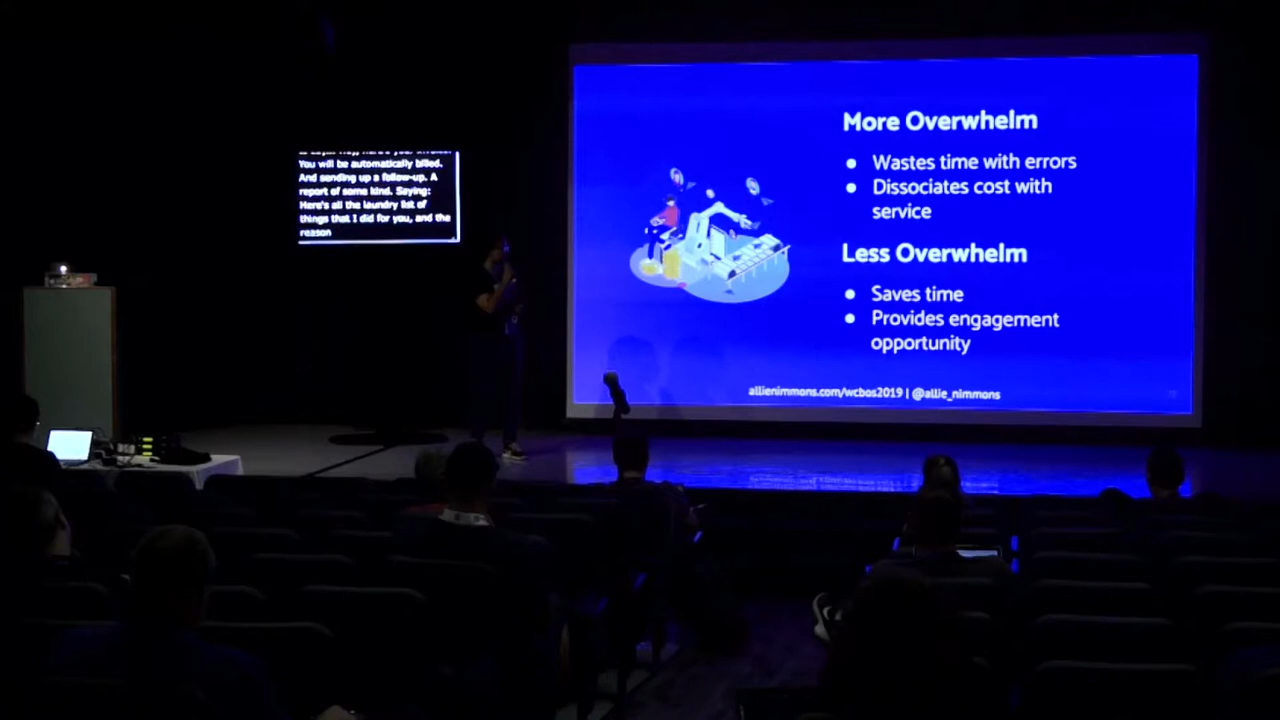 You will be automatically billed.
And sending up a follow-up. A
report of some kind. Saying:
Here's all the laundry list of
things that I did for you, and the
reason
More Overwhelm
● Wastes time with errors
● Dissociates cost with
service
Less Overwhelm
● Saves time
● Provides engagement
opportunity
allienimmons.com/wcbos2019 | @allie_nimmons